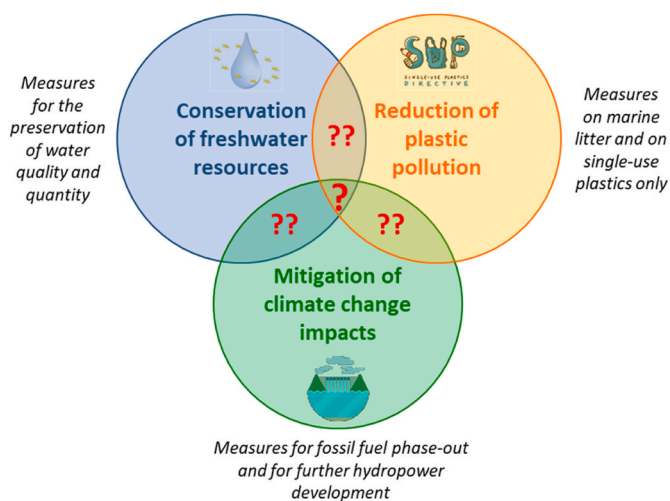 Measures
for the
preservation
of water
quality and
quantity
Conservation
of freshwater
resources
SUP
SINGLE-USE PLASTICS
DIRECTIVE
Reduction of
plastic
pollution
Measures
on marine
litter and on
single-use
plastics only
??
?
??
??
Mitigation of
climate change
impacts
Measures for fossil fuel phase-out
and for further hydropower
development